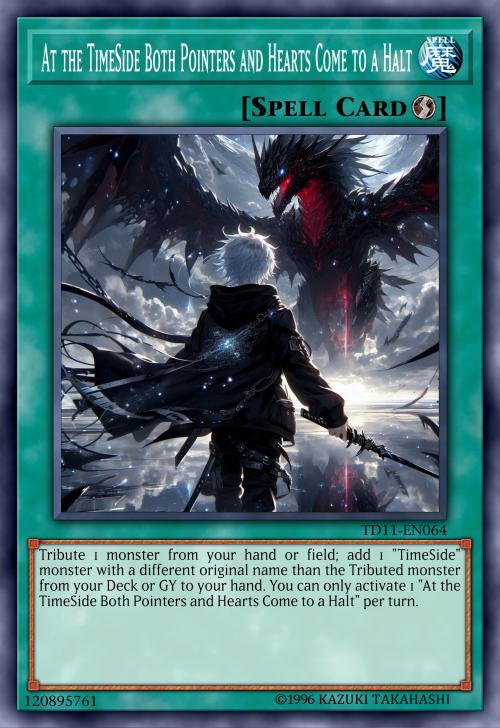 At the TimeSide Both Pointers and Hearts Come to a Halt
SPELL
魔
[Spell Card]
TD11-EN064
Tribute 1 monster from your hand or field; add 1 "TimeSide"
monster with a different original name than the Tributed monster
from your Deck or GY to your hand. You can only activate 1 "At the
TimeSide Both Pointers and Hearts Come to a Halt" per turn.
120895761
©1996 KAZUKI TAKAHASHI